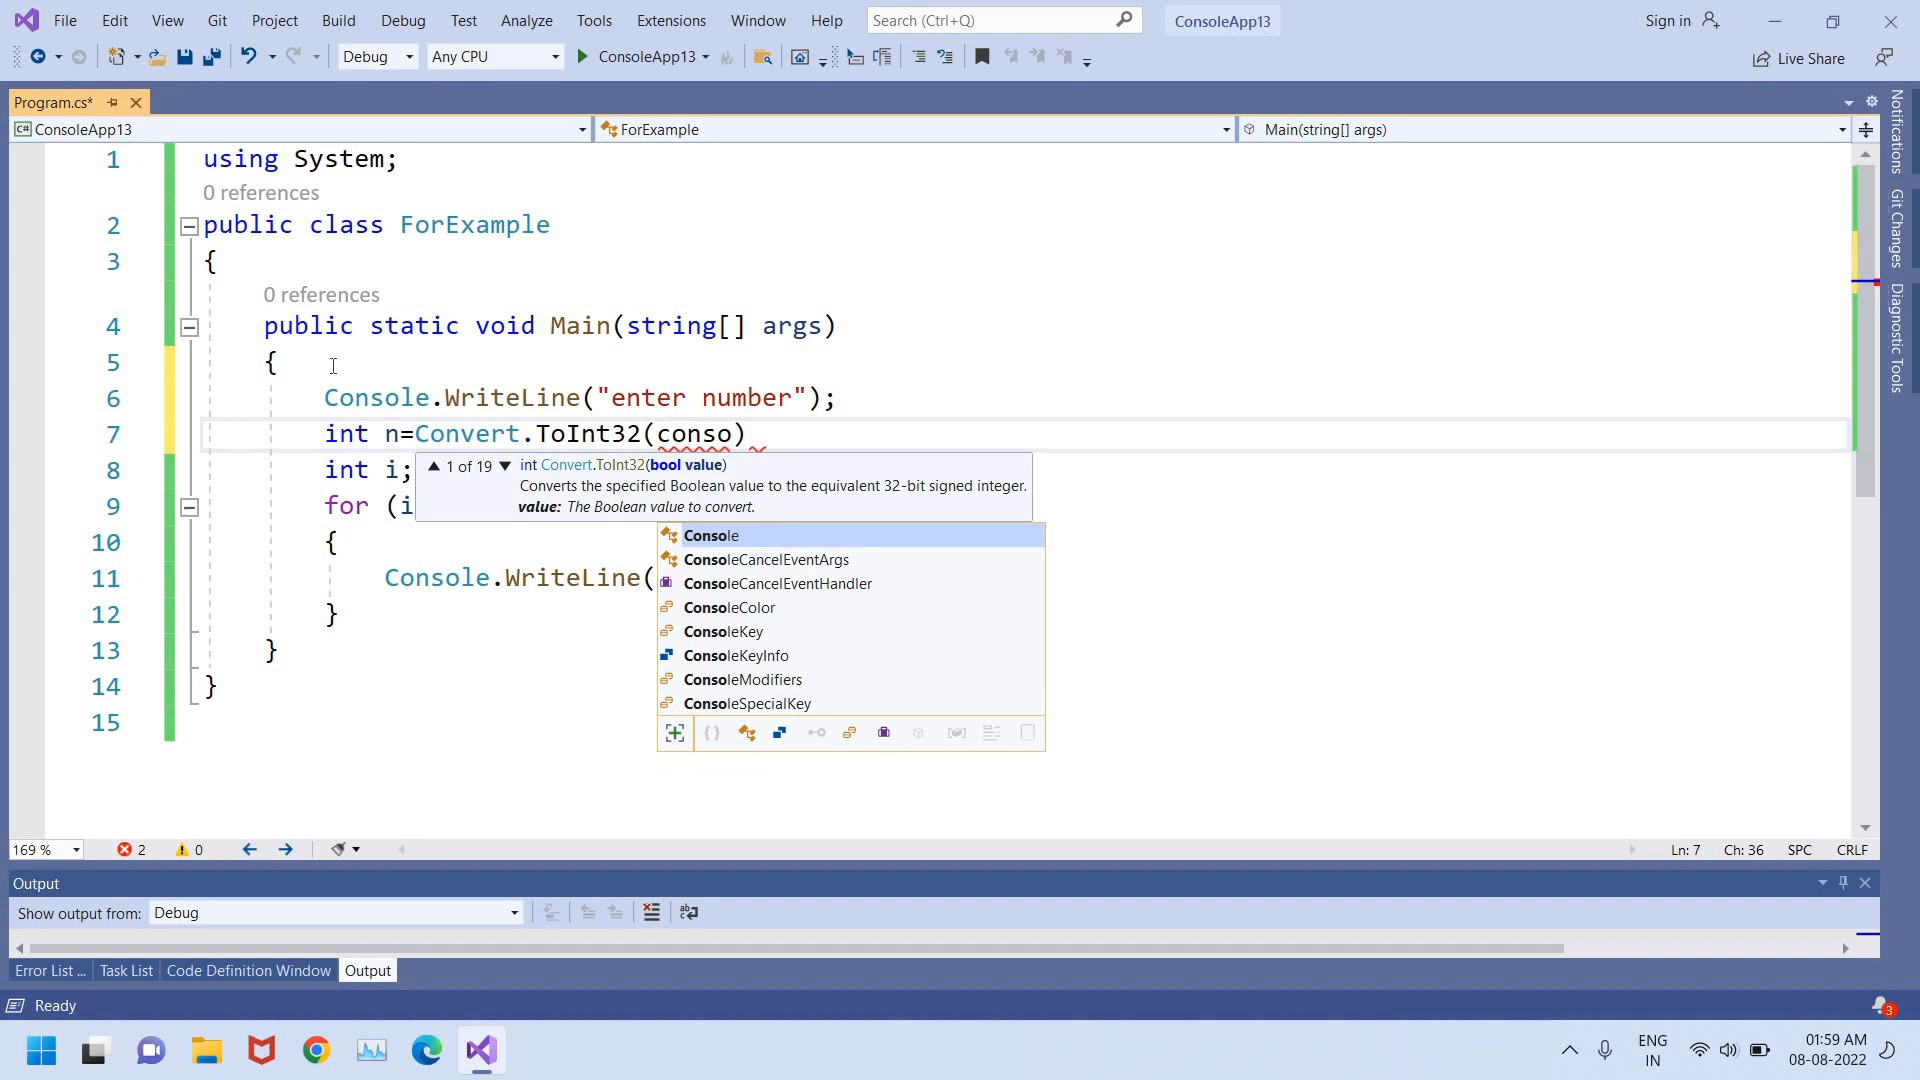 File Edit View Git Project Build Debug Test Analyze Tools Extensions Window Help Search (Ctrl+Q) ConsoleApp13 Sign in
Debug Any CPU ConsoleApp13 Live Share
Program.cs*
C# ConsoleApp13 ForExample Main(string[] args)
1 using System;
0 references
2 public class ForExample
3 {
0 references
4 public static void Main(string[] args)
5 {
6 Console.WriteLine("enter number");
7 int n=Convert.ToInt32(conso)
8 int i;
1 of 19 int Convert.ToInt32(bool value)
Converts the specified Boolean value to the equivalent 32-bit signed integer.
value: The Boolean value to convert.
9 for (i
10 {
Console
ConsoleCancelEventArgs
11 Console.WriteLine(
ConsoleCancelEventHandler
12 }
ConsoleColor
ConsoleKey
13 }
ConsoleKeyInfo
14 }
ConsoleModifiers
ConsoleSpecialKey
15
169 % 2 0 Ln: 7 Ch: 36 SPC CRLF
Output
Show output from: Debug
Error List ... Task List Code Definition Window Output
Ready 3
ENG
IN
01:59 AM
08-08-2022
Notifications
Git Changes
Diagnostic Tools